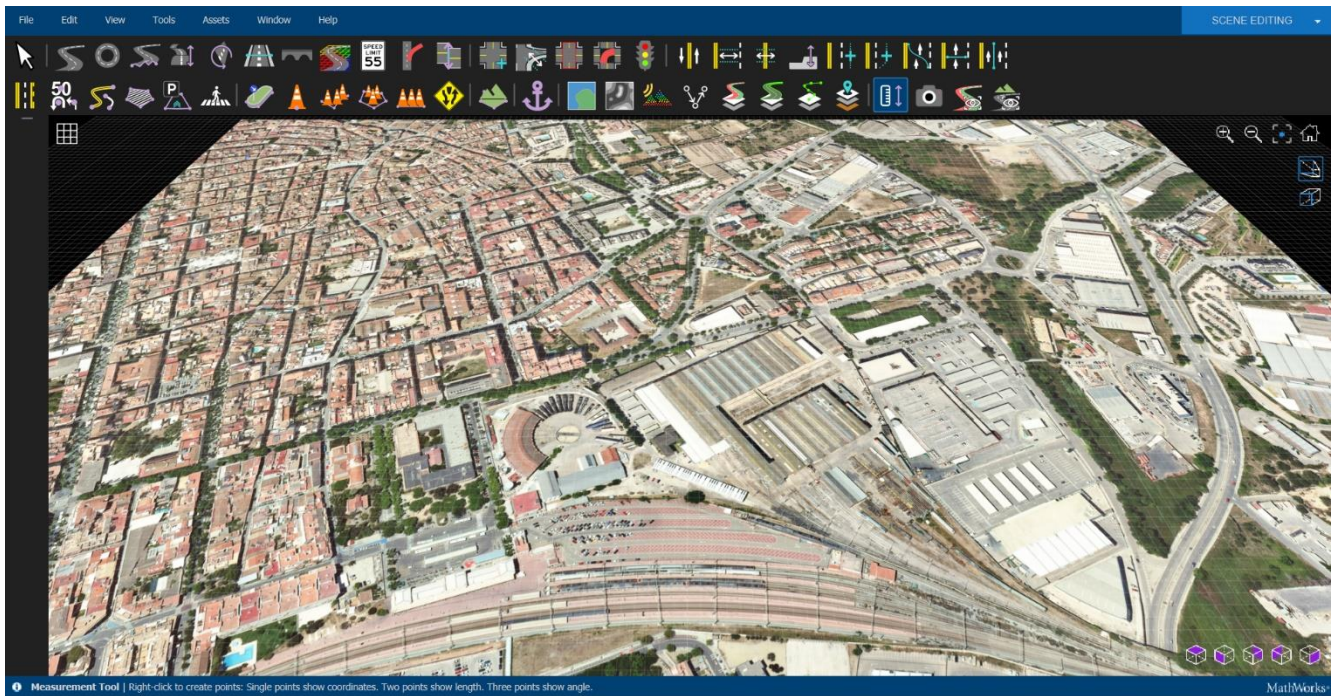 File Edit View Tools Assets Window Help SCENE EDITING
SPEED LIMIT 55
50 P
Measurement Tool | Right-click to create points: Single points show coordinates. Two points show length. Three points show angle. MathWorks®